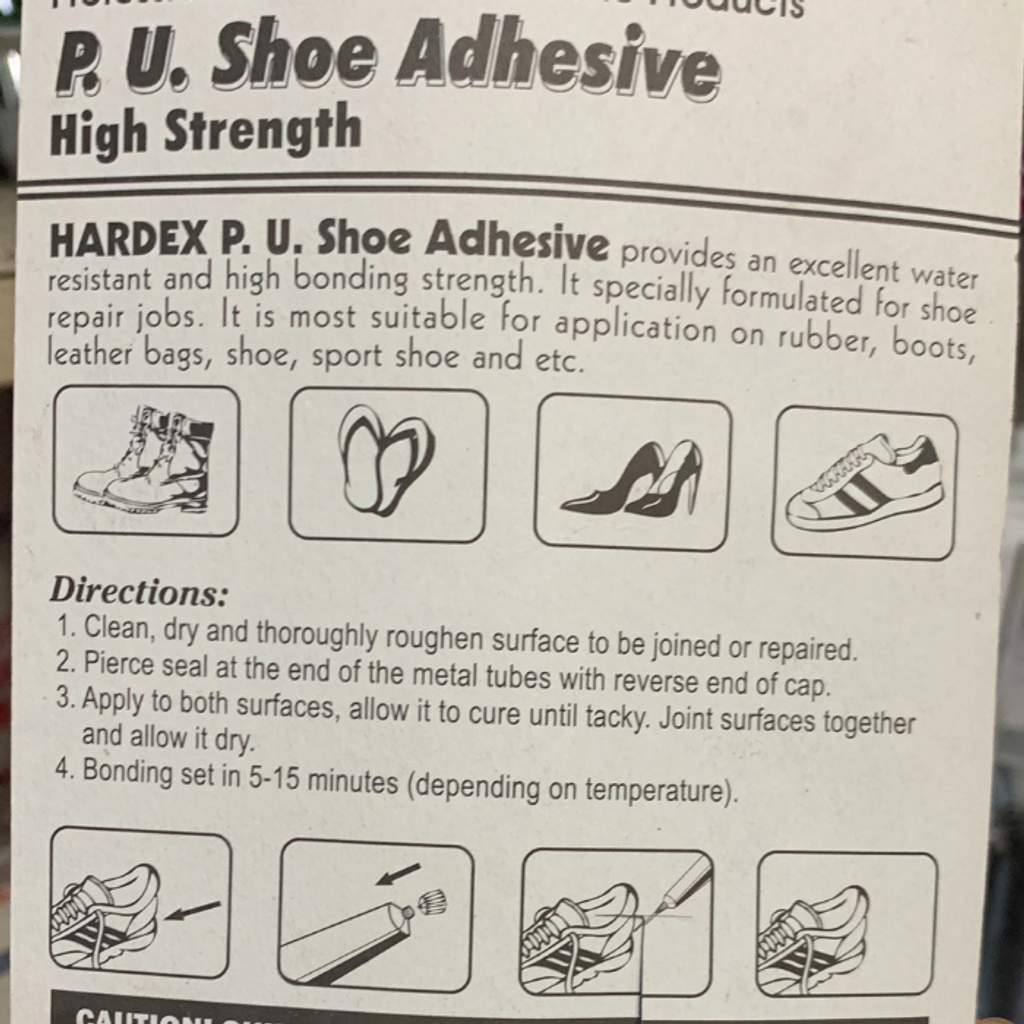 Products
P. U. Shoe Adhesive
High Strength
HARDEX P. U. Shoe Adhesive provides an excellent water
resistant and high bonding strength. It specially formulated for shoe
repair jobs. It is most suitable for application on rubber, boots,
leather bags, shoe, sport shoe and etc.
Directions:
1. Clean, dry and thoroughly roughen surface to be joined or repaired.
2. Pierce seal at the end of the metal tubes with reverse end of cap.
3. Apply to both surfaces, allow it to cure until tacky. Joint surfaces together
and allow it dry.
4. Bonding set in 5-15 minutes (depending on temperature).
CAUTION!